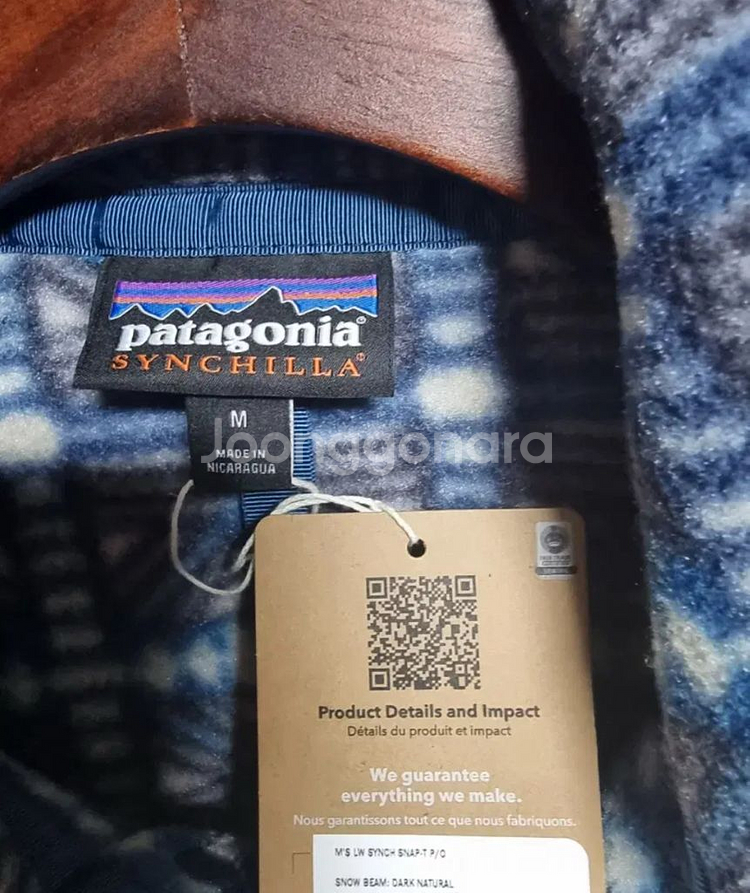 patagonia®
SYNCHILLA®
M
MADE IN
NICARAGUA
Joonggonara
Product Details and Impact
Détails du produit et impact
We guarantee
everything we make.
Nous garantissons tout ce que nous fabriquons.
M'S LW SYNCH SNAP-T P/O
SNOW BEAM: DARK NATURAL